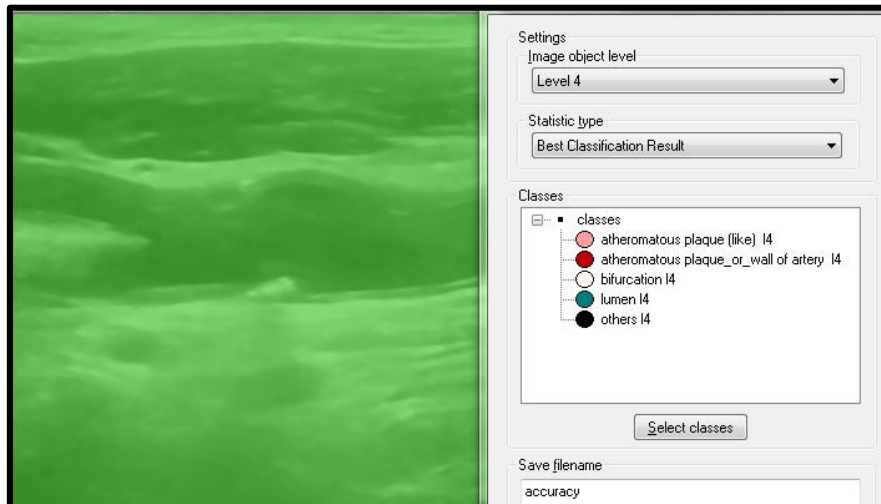 Settings
Image object level
Level 4
Statistic type
Best Classification Result
Classes
classes
atheromatous plaque (like) l4
atheromatous plaque_or_wall of artery l4
bifurcation l4
lumen l4
others l4
Select classes
Save filename
accuracy